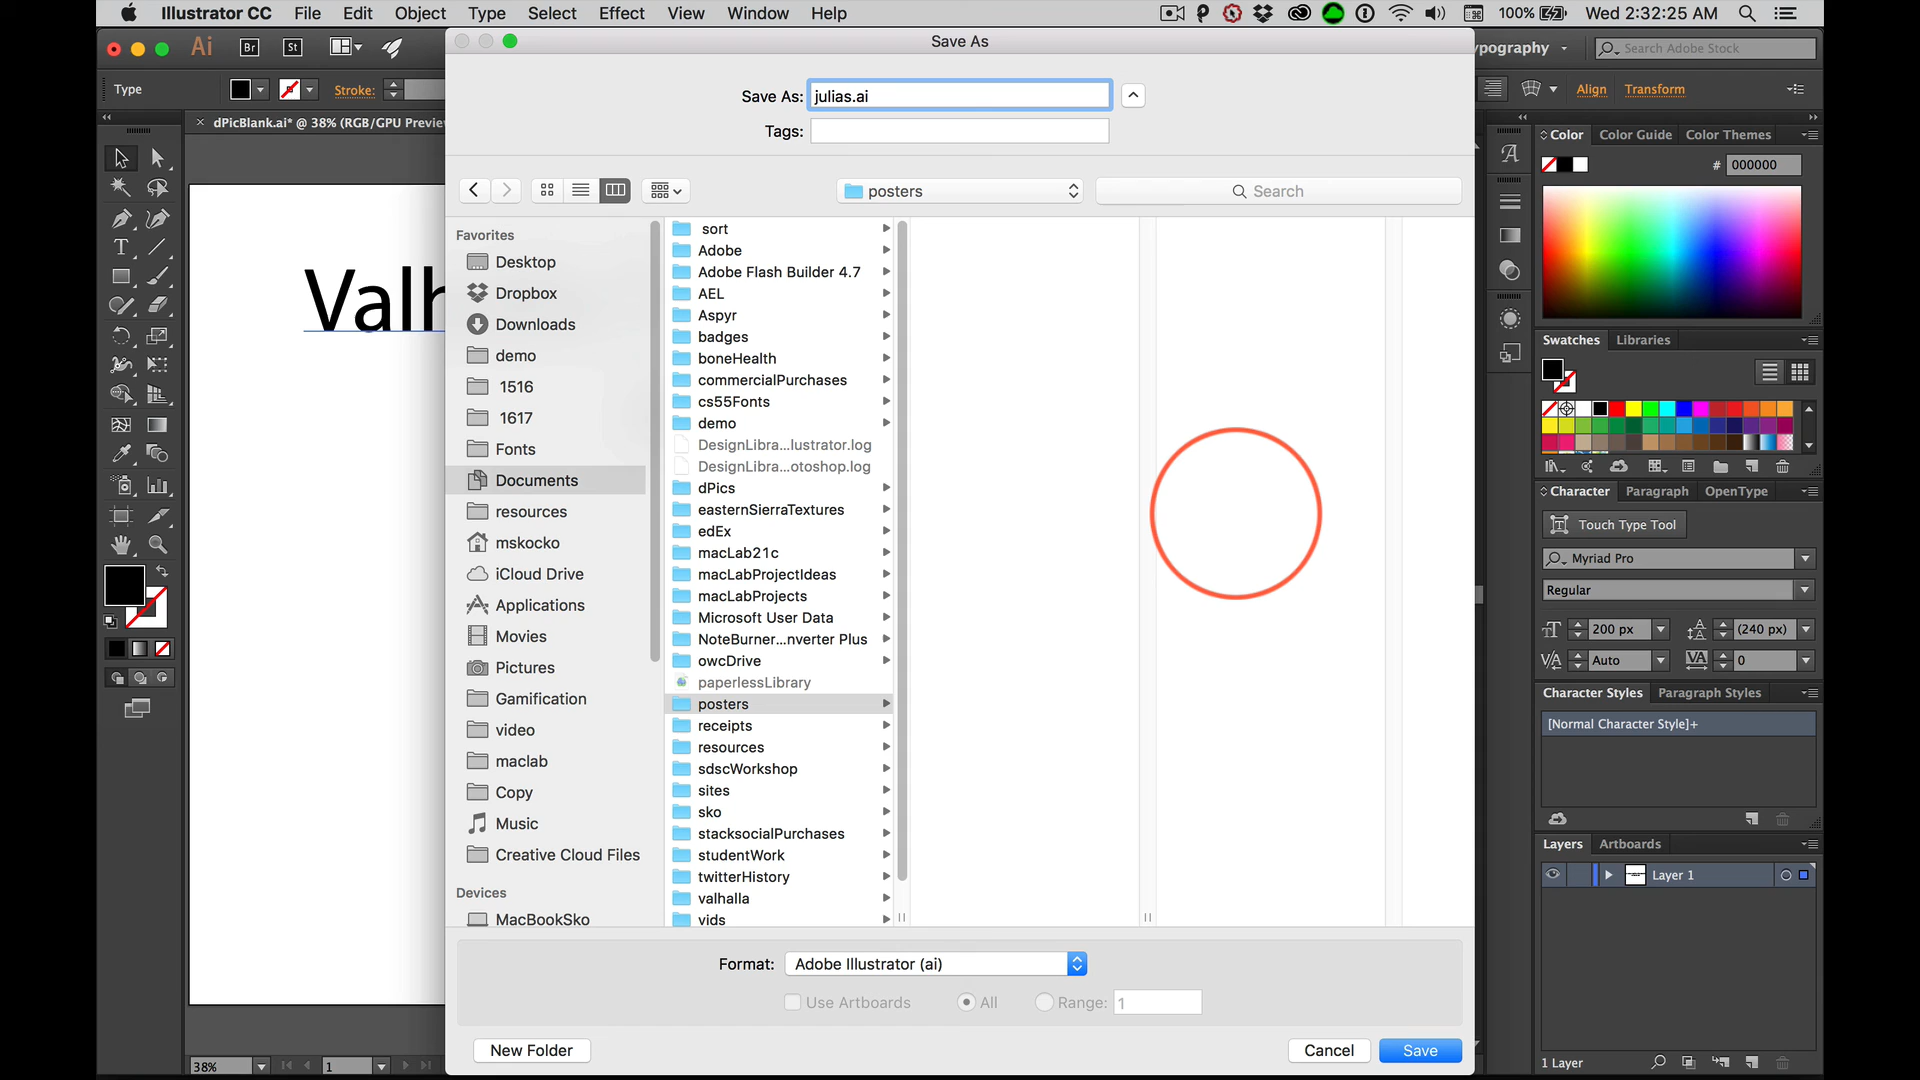 Illustrator CC File Edit Object Type Select Effect View Window Help
100% Wed 2:32:25 AM
Ai Br St
Save As
ypography
Search Adobe Stock
Type
Stroke:
Save As: julias.ai
Tags:
Align Transform
× dPicBlank.ai* @ 38% (RGB/GPU Previe
posters
Search
Valh
Favorites
Desktop
Dropbox
Downloads
demo
1516
1617
Fonts
Documents
resources
mskocko
iCloud Drive
Applications
Movies
Pictures
Gamification
video
maclab
Copy
Music
Creative Cloud Files
Devices
MacBookSko
sort
Adobe
Adobe Flash Builder 4.7
AEL
Aspyr
badges
boneHealth
commercialPurchases
cs55Fonts
demo
DesignLibra...lustrator.log
DesignLibra...otoshop.log
dPics
easternSierraTextures
edEx
macLab21c
macLabProjectIdeas
macLabProjects
Microsoft User Data
NoteBurner...nverter Plus
owcDrive
paperlessLibrary
posters
receipts
resources
sdscWorkshop
sites
sko
stacksocialPurchases
studentWork
twitterHistory
valhalla
vids
Format: Adobe Illustrator (ai)
Use Artboards All Range: 1
New Folder Cancel Save
38% 1
Color Color Guide Color Themes
# 000000
Swatches Libraries
Character Paragraph OpenType
Touch Type Tool
Myriad Pro
Regular
200 px (240 px)
Auto 0
Character Styles Paragraph Styles
[Normal Character Style]+
Layers Artboards
Layer 1
1 Layer